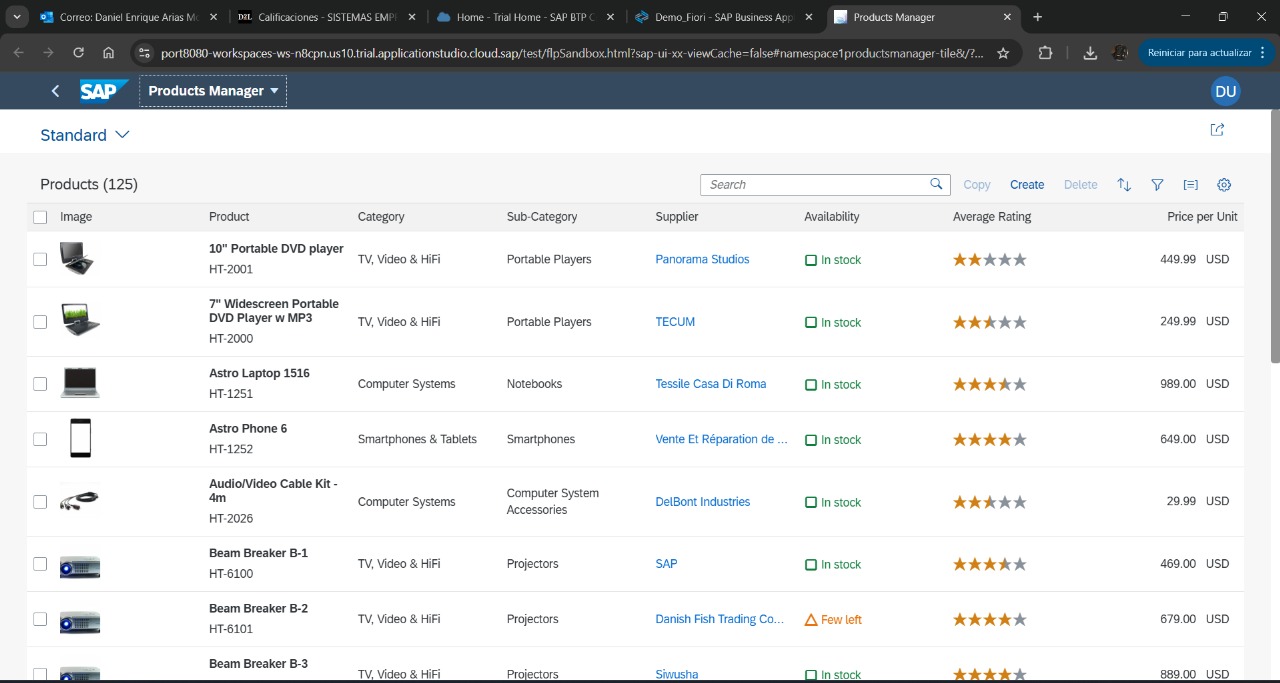 Correo: Daniel Enrique Arias Mo
D2L Calificaciones - SISTEMAS EMP
Home - Trial Home - SAP BTP C
Demo_Fiori - SAP Business App
Products Manager
port8080-workspaces-ws-n8cpn.us10.trial.applicationstudio.cloud.sap/test/flpSandbox.html?sap-ui-xx-viewCache=false#namespace1productsmanager-tile&/?...
Reiniciar para actualizar
SAP Products Manager
DU
Standard
Products (125)
Search
Copy Create Delete
Image Product Category Sub-Category Supplier Availability Average Rating Price per Unit
10" Portable DVD player
HT-2001
TV, Video & HiFi Portable Players Panorama Studios In stock 449.99 USD
7" Widescreen Portable
DVD Player w MP3
HT-2000
TV, Video & HiFi Portable Players TECUM In stock 249.99 USD
Astro Laptop 1516
HT-1251
Computer Systems Notebooks Tessile Casa Di Roma In stock 989.00 USD
Astro Phone 6
HT-1252
Smartphones & Tablets Smartphones Vente Et Réparation de ... In stock 649.00 USD
Audio/Video Cable Kit -
4m
HT-2026
Computer Systems
Computer System
Accessories
DelBont Industries In stock 29.99 USD
Beam Breaker B-1
HT-6100
TV, Video & HiFi Projectors SAP In stock 469.00 USD
Beam Breaker B-2
HT-6101
TV, Video & HiFi Projectors Danish Fish Trading Co... Few left 679.00 USD
Beam Breaker B-3
TV, Video & HiFi Projectors Siwusha In stock 889.00 USD